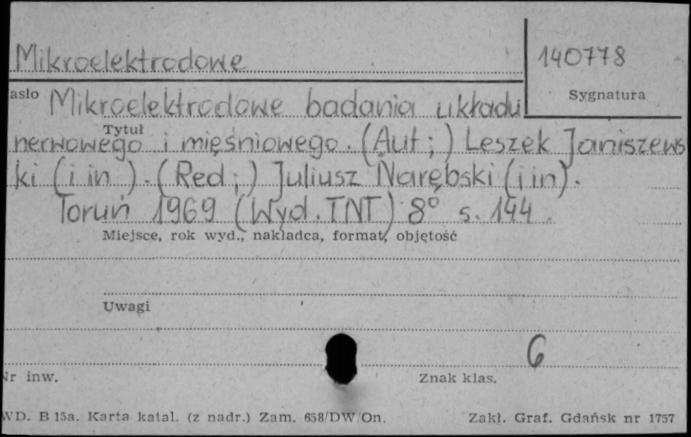 Mikroelektrodowe
140778
asło
Sygnatura
Mikroelektrodowe badania układu
Tytuł
nerwowego i mięśniowego. (Aut;) Leszek Janiszews
ki (i in). (Red;) Juliusz Narębski (i in).
Toruń 1969 (Wyd. TNT) 8° s. 144.
Miejsce, rok wyd., nakładca, format, objętość
Uwagi
6
Nr inw.
Znak klas.
WD. B 15a. Karta katal. (z nadr.) Zam. 658/DW/On.
Zakł. Graf. Gdańsk nr 1757